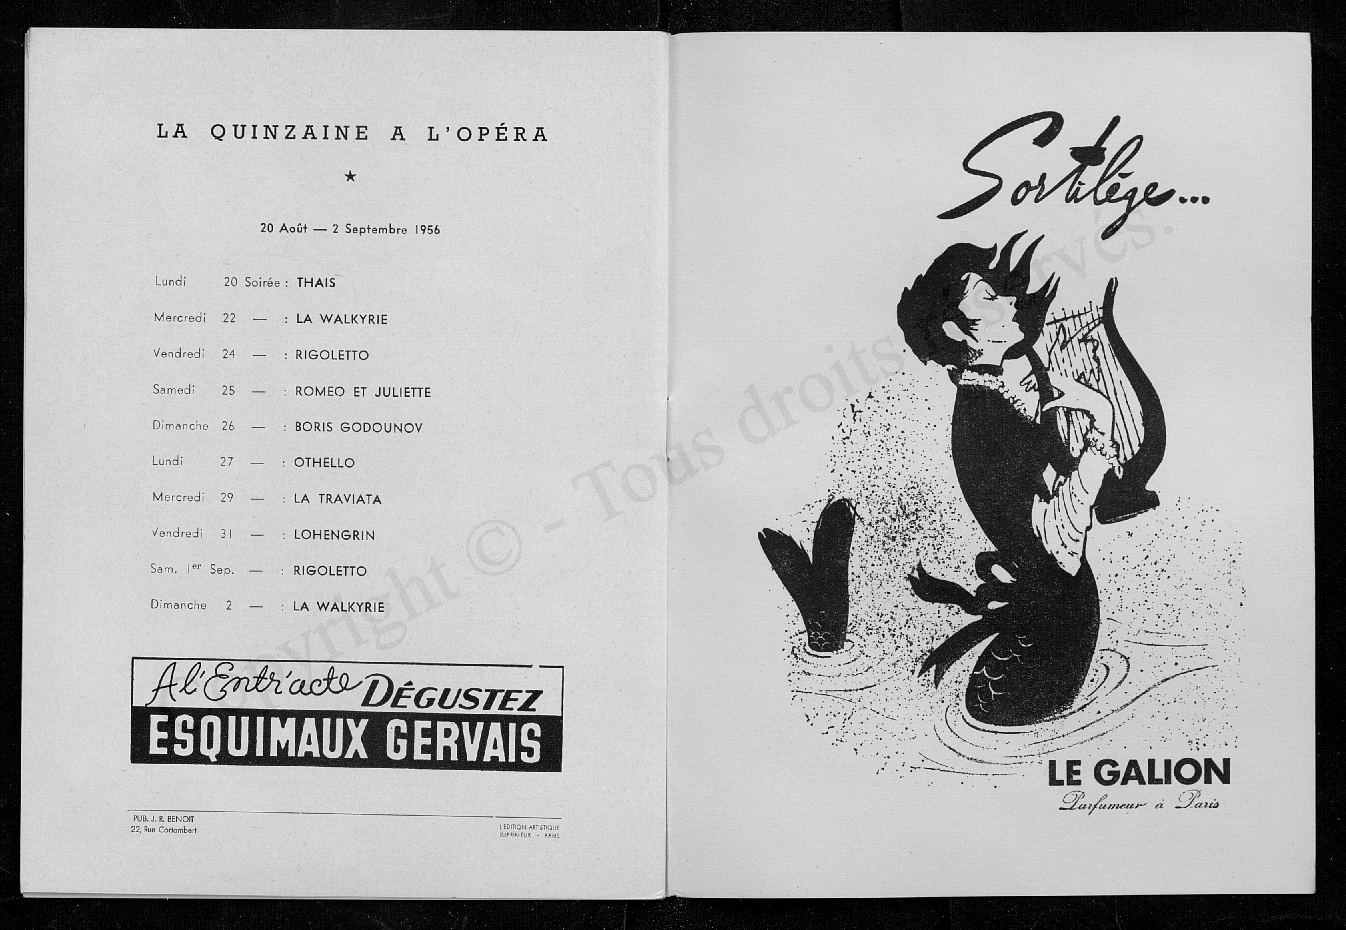 LA QUINZAINE A L'OPÉRA
20 Août — 2 Septembre 1956
Lundi 20 Soirée : THAIS
Mercredi 22 — : LA WALKYRIE
Vendredi 24 — : RIGOLETTO
Samedi 25 — : ROMEO ET JULIETTE
Dimanche 26 — : BORIS GODOUNOV
Lundi 27 — : OTHELLO
Mercredi 29 — : LA TRAVIATA
Vendredi 31 — : LOHENGRIN
Sam. 1er Sep. — : RIGOLETTO
Dimanche 2 — : LA WALKYRIE
A l'Entr'acte DÉGUSTEZ
ESQUIMAUX GERVAIS
PUB. J. R. BENOIT
22, Rue Cortambert
L'ÉDITION ARTISTIQUE
IMPRIMEUR - PARIS
Sortilège...
LE GALION
Parfumeur à Paris
Copyright © - Tous droits réservés.